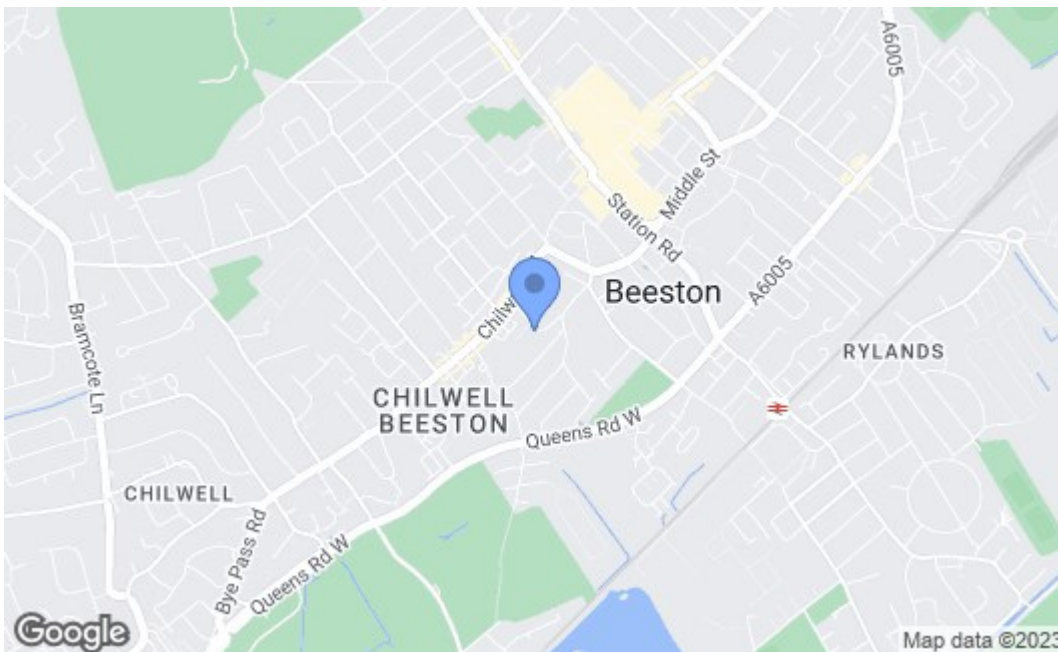 A6005
Middle St
Station Rd
Chilw
Beeston
A6005
RYLANDS
Bramcote Ln
CHILWELL
BEESTON
Queens Rd W
CHILWELL
Bye Pass Rd
Queens Rd W
Google
Map data ©2023